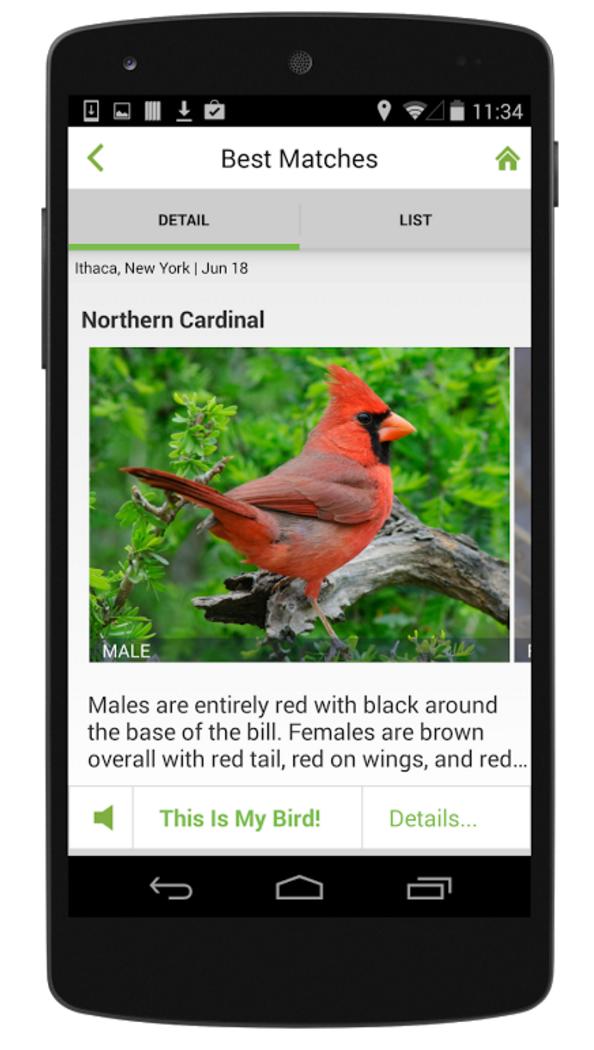 11:34
Best Matches
DETAIL
LIST
Ithaca, New York | Jun 18
Northern Cardinal
MALE
Males are entirely red with black around
the base of the bill. Females are brown
overall with red tail, red on wings, and red...
This Is My Bird!
Details...